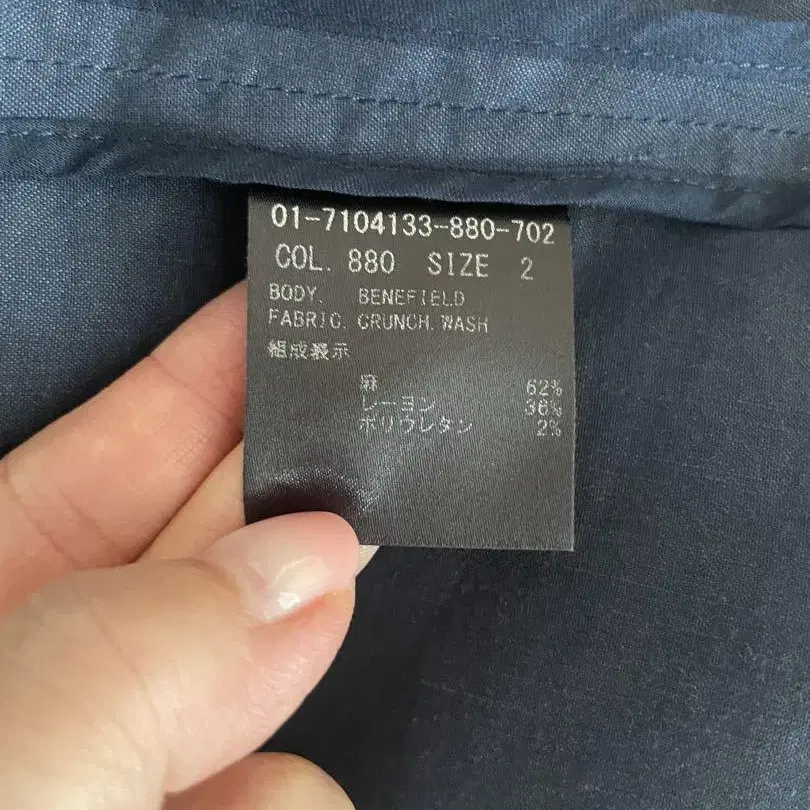 01-7104133-880-702
COL. 880 SIZE 2
BODY. BENEFIELD
FABRIC. CRUNCH. WASH
組成表示
麻 62%
レーヨン 36%
ポリウレタン 2%